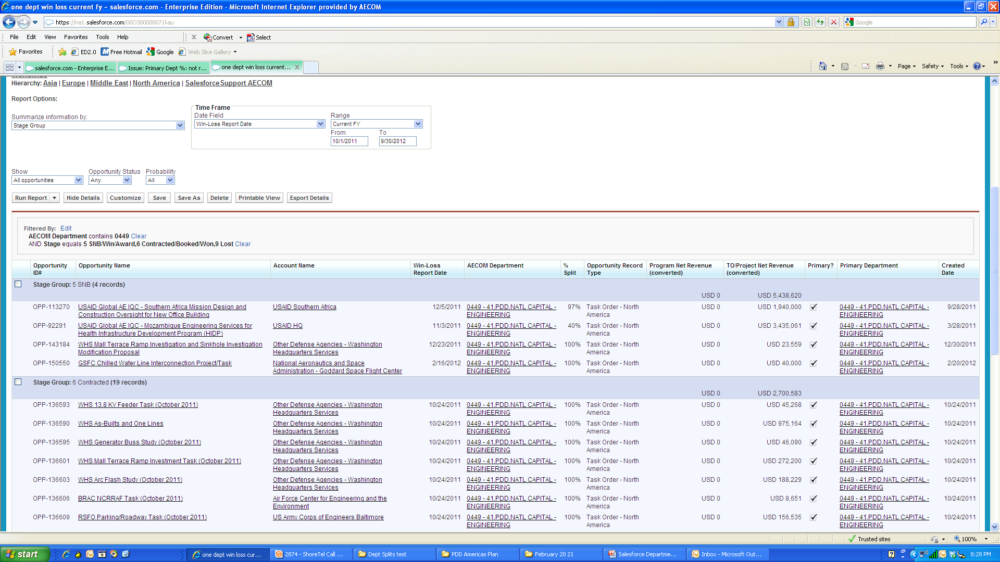 one dept win loss current fy ~ salesforce.com - Enterprise Edition - Microsoft Internet Explorer provided by AECOM
https://na1.salesforce.com/00O300000071kau
Google
File Edit View Favorites Tools Help
Convert Select
Favorites ED2.0 Free Hotmail Google Web Slice Gallery
salesforce.com - Enterprise E... Issue: Primary Dept %: not r... one dept win loss current...
Page Safety Tools
Hierarchy: Asia | Europe | Middle East | North America | SalesforceSupport AECOM
Report Options:
Time Frame
Summarize information by: Date Field Range
Stage Group Win-Loss Report Date Current FY
From To
10/1/2011 9/30/2012
Show Opportunity Status Probability
All opportunities Any All
Run Report Hide Details Customize Save Save As Delete Printable View Export Details
Filtered By: Edit
AECOM Department contains 0449 Clear
AND Stage equals 5 SNB/Win/Award,6 Contracted/Booked/Won,9 Lost Clear
Opportunity Opportunity Name Account Name Win-Loss AECOM Department % Opportunity Record Program Net Revenue TO/Project Net Revenue Primary? Primary Department Created
ID# Report Date Split Type (converted) (converted) Date
Stage Group: 5 SNB (4 records)
USD 0 USD 5,438,620
OPP-113270 USAID Global AE IQC - Southern Africa Mission Design and USAID Southern Africa 12/5/2011 0449 - 41.PDD.NATL CAPITAL - 97% Task Order - North USD 0 USD 1,940,000 0449 - 41.PDD.NATL CAPITAL - 9/28/2011
Construction Oversight for New Office Building ENGINEERING America ENGINEERING
OPP-92291 USAID Global AE IQC - Mozambique Engineering Services for USAID HQ 11/3/2011 0449 - 41.PDD.NATL CAPITAL - 40% Task Order - North USD 0 USD 3,435,061 0449 - 41.PDD.NATL CAPITAL - 3/28/2011
Health Infrastructure Development Program (HIDP) ENGINEERING America ENGINEERING
OPP-143184 WHS Mall Terrace Ramp Investigation and Sinkhole Investigation Other Defense Agencies - Washington 12/23/2011 0449 - 41.PDD.NATL CAPITAL - 100% Task Order - North USD 0 USD 23,559 0449 - 41.PDD.NATL CAPITAL - 12/30/2011
Modification Proposal Headquarters Services ENGINEERING America ENGINEERING
OPP-150550 GSFC Chilled Water Line Interconnection Project/Task National Aeronautics and Space 2/16/2012 0449 - 41.PDD.NATL CAPITAL - 100% Task Order - North USD 0 USD 40,000 0449 - 41.PDD.NATL CAPITAL - 2/20/2012
Administration - Goddard Space Flight Center ENGINEERING America ENGINEERING
Stage Group: 6 Contracted (19 records)
USD 0 USD 2,700,583
OPP-136593 WHS 13.8 KV Feeder Task (October 2011) Other Defense Agencies - Washington 10/24/2011 0449 - 41.PDD.NATL CAPITAL - 100% Task Order - North USD 0 USD 45,268 0449 - 41.PDD.NATL CAPITAL - 10/24/2011
Headquarters Services ENGINEERING America ENGINEERING
OPP-136590 WHS As-Builts and One Lines Other Defense Agencies - Washington 10/24/2011 0449 - 41.PDD.NATL CAPITAL - 100% Task Order - North USD 0 USD 975,164 0449 - 41.PDD.NATL CAPITAL - 10/24/2011
Headquarters Services ENGINEERING America ENGINEERING
OPP-136595 WHS Generator Buss Study (October 2011) Other Defense Agencies - Washington 10/24/2011 0449 - 41.PDD.NATL CAPITAL - 100% Task Order - North USD 0 USD 46,090 0449 - 41.PDD.NATL CAPITAL - 10/24/2011
Headquarters Services ENGINEERING America ENGINEERING
OPP-136601 WHS Mall Terrace Ramp Investment Task (October 2011) Other Defense Agencies - Washington 10/24/2011 0449 - 41.PDD.NATL CAPITAL - 100% Task Order - North USD 0 USD 272,200 0449 - 41.PDD.NATL CAPITAL - 10/24/2011
Headquarters Services ENGINEERING America ENGINEERING
OPP-136603 WHS Arc Flash Study (October 2011) Other Defense Agencies - Washington 10/24/2011 0449 - 41.PDD.NATL CAPITAL - 100% Task Order - North USD 0 USD 188,229 0449 - 41.PDD.NATL CAPITAL - 10/24/2011
Headquarters Services ENGINEERING America ENGINEERING
OPP-136606 BRAC NCRRAF Task (October 2011) Air Force Center for Engineering and the 10/24/2011 0449 - 41.PDD.NATL CAPITAL - 100% Task Order - North USD 0 USD 8,651 0449 - 41.PDD.NATL CAPITAL - 10/24/2011
Environment ENGINEERING America ENGINEERING
OPP-136609 RSFO Parking/Roadway Task (October 2011) US Army Corps of Engineers Baltimore 10/24/2011 0449 - 41.PDD.NATL CAPITAL - 100% Task Order - North USD 0 USD 156,535 0449 - 41.PDD.NATL CAPITAL - 10/24/2011
ENGINEERING America ENGINEERING
Trusted sites 100%
start one dept win loss cur... 2874 - ShoreTel Call ... Dept Splits test PDD Americas Plan February 20 21 Salesforce Departme... Inbox - Microsoft Out... 8:28 PM